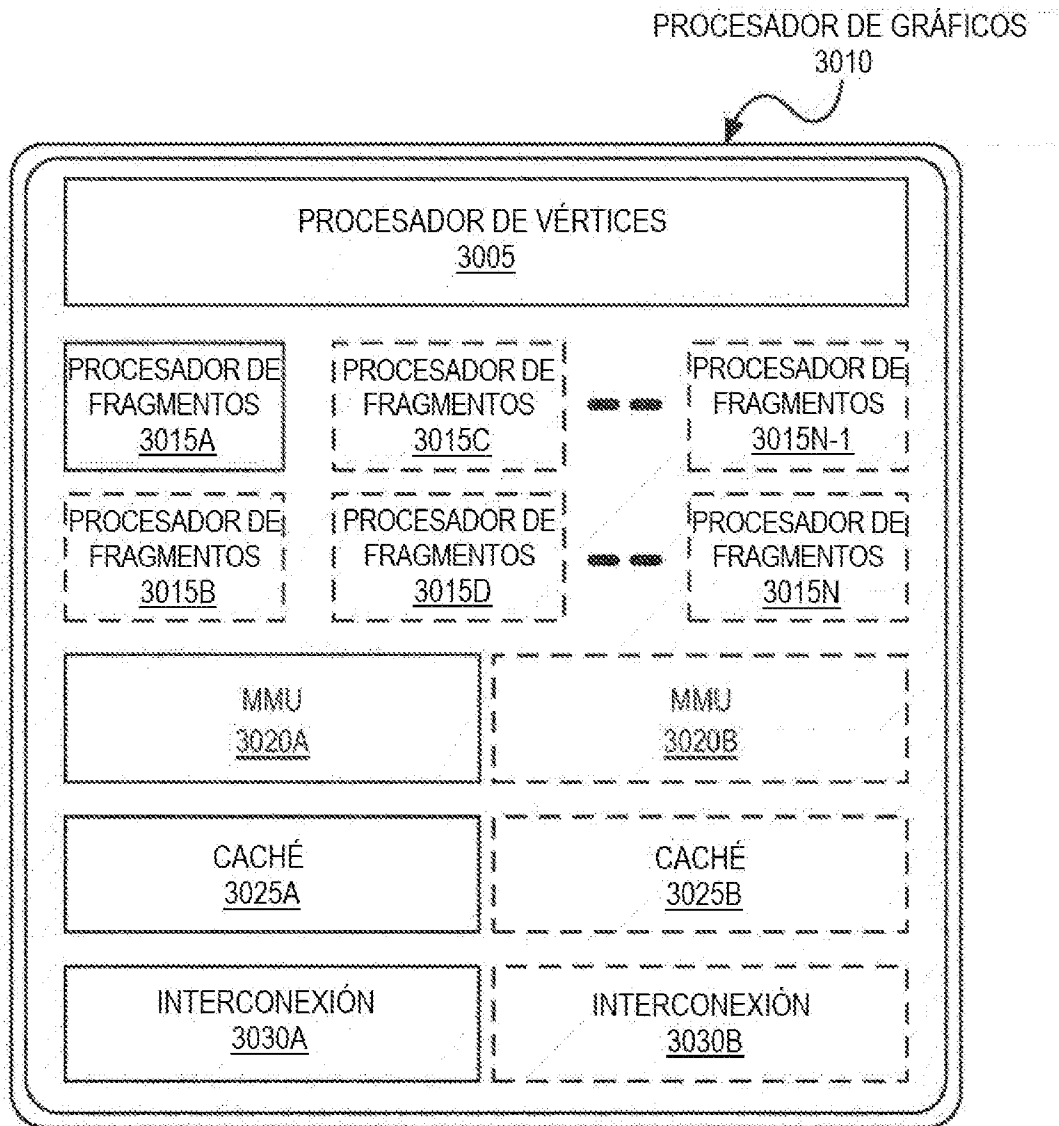 PROCESADOR DE GRÁFICOS
3010
PROCESADOR DE VÉRTICES
3005
PROCESADOR DE
FRAGMENTOS
3015A
PROCESADOR DE
FRAGMENTOS
3015C
PROCESADOR DE
FRAGMENTOS
3015N-1
PROCESADOR DE
FRAGMENTOS
3015B
PROCESADOR DE
FRAGMENTOS
3015D
PROCESADOR DE
FRAGMENTOS
3015N
MMU
3020A
MMU
3020B
CACHÉ
3025A
CACHÉ
3025B
INTERCONEXIÓN
3030A
INTERCONEXIÓN
3030B